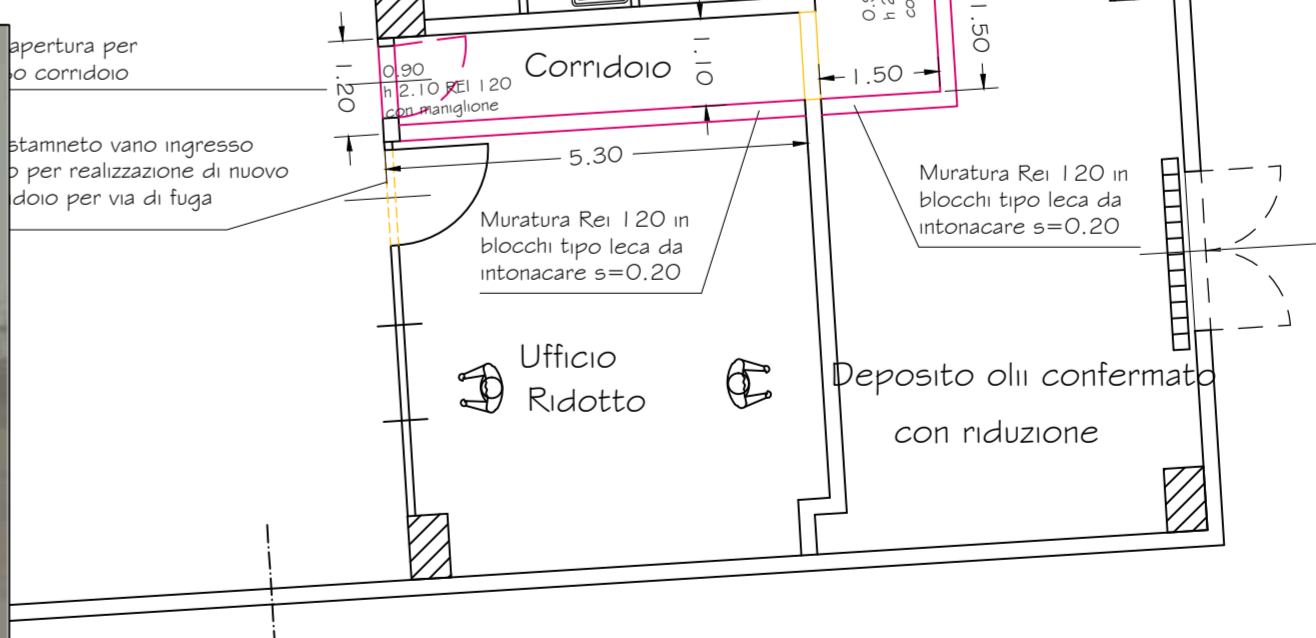 apertura per
so corridoio
stamneto vano ingresso
o per realizzazione di nuovo
idoio per via di fuga
1.20
0.90
h 2.10 REI 120
con maniglione
Corridoio
1.10
1.50
1.50
5.30
Muratura Rei 120 in
blocchi tipo leca da
intonacare s=0.20
Muratura Rei 120 in
blocchi tipo leca da
intonacare s=0.20
Ufficio
Ridotto
Deposito olii confermato
con riduzione